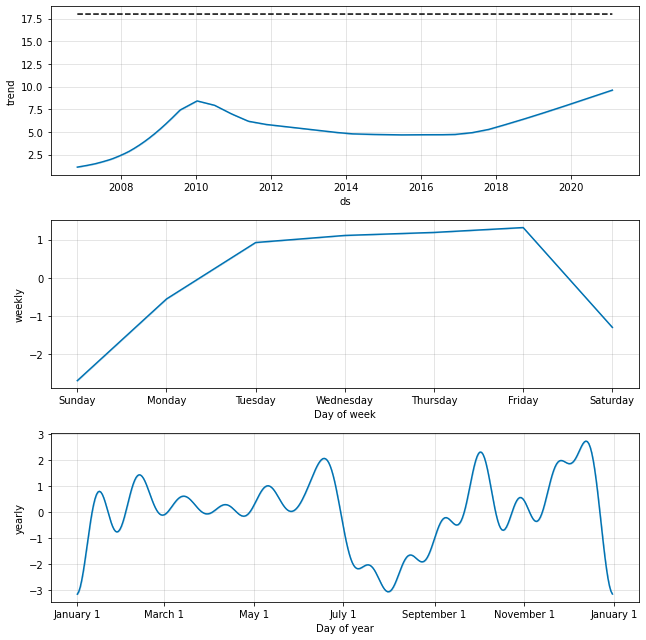 17.5
15.0
12.5
10.0
7.5
5.0
2.5
trend
2008 2010 2012 2014 2016 2018 2020
ds
1
0
−1
−2
weekly
Sunday Monday Tuesday Wednesday Thursday Friday Saturday
Day of week
3
2
1
0
−1
−2
−3
yearly
January 1 March 1 May 1 July 1 September 1 November 1 January 1
Day of year